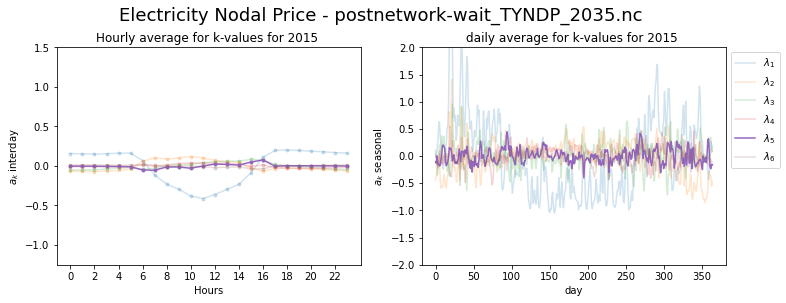 Electricity Nodal Price - postnetwork-wait_TYNDP_2035.nc
Hourly average for k-values for 2015
1.5
1.0
0.5
0.0
−0.5
−1.0
a_k interday
0 2 4 6 8 10 12 14 16 18 20 22
Hours
daily average for k-values for 2015
2.0
1.5
1.0
0.5
0.0
−0.5
−1.0
−1.5
−2.0
a_k seasonal
0 50 100 150 200 250 300 350
day
λ₁
λ₂
λ₃
λ₄
λ₅
λ₆